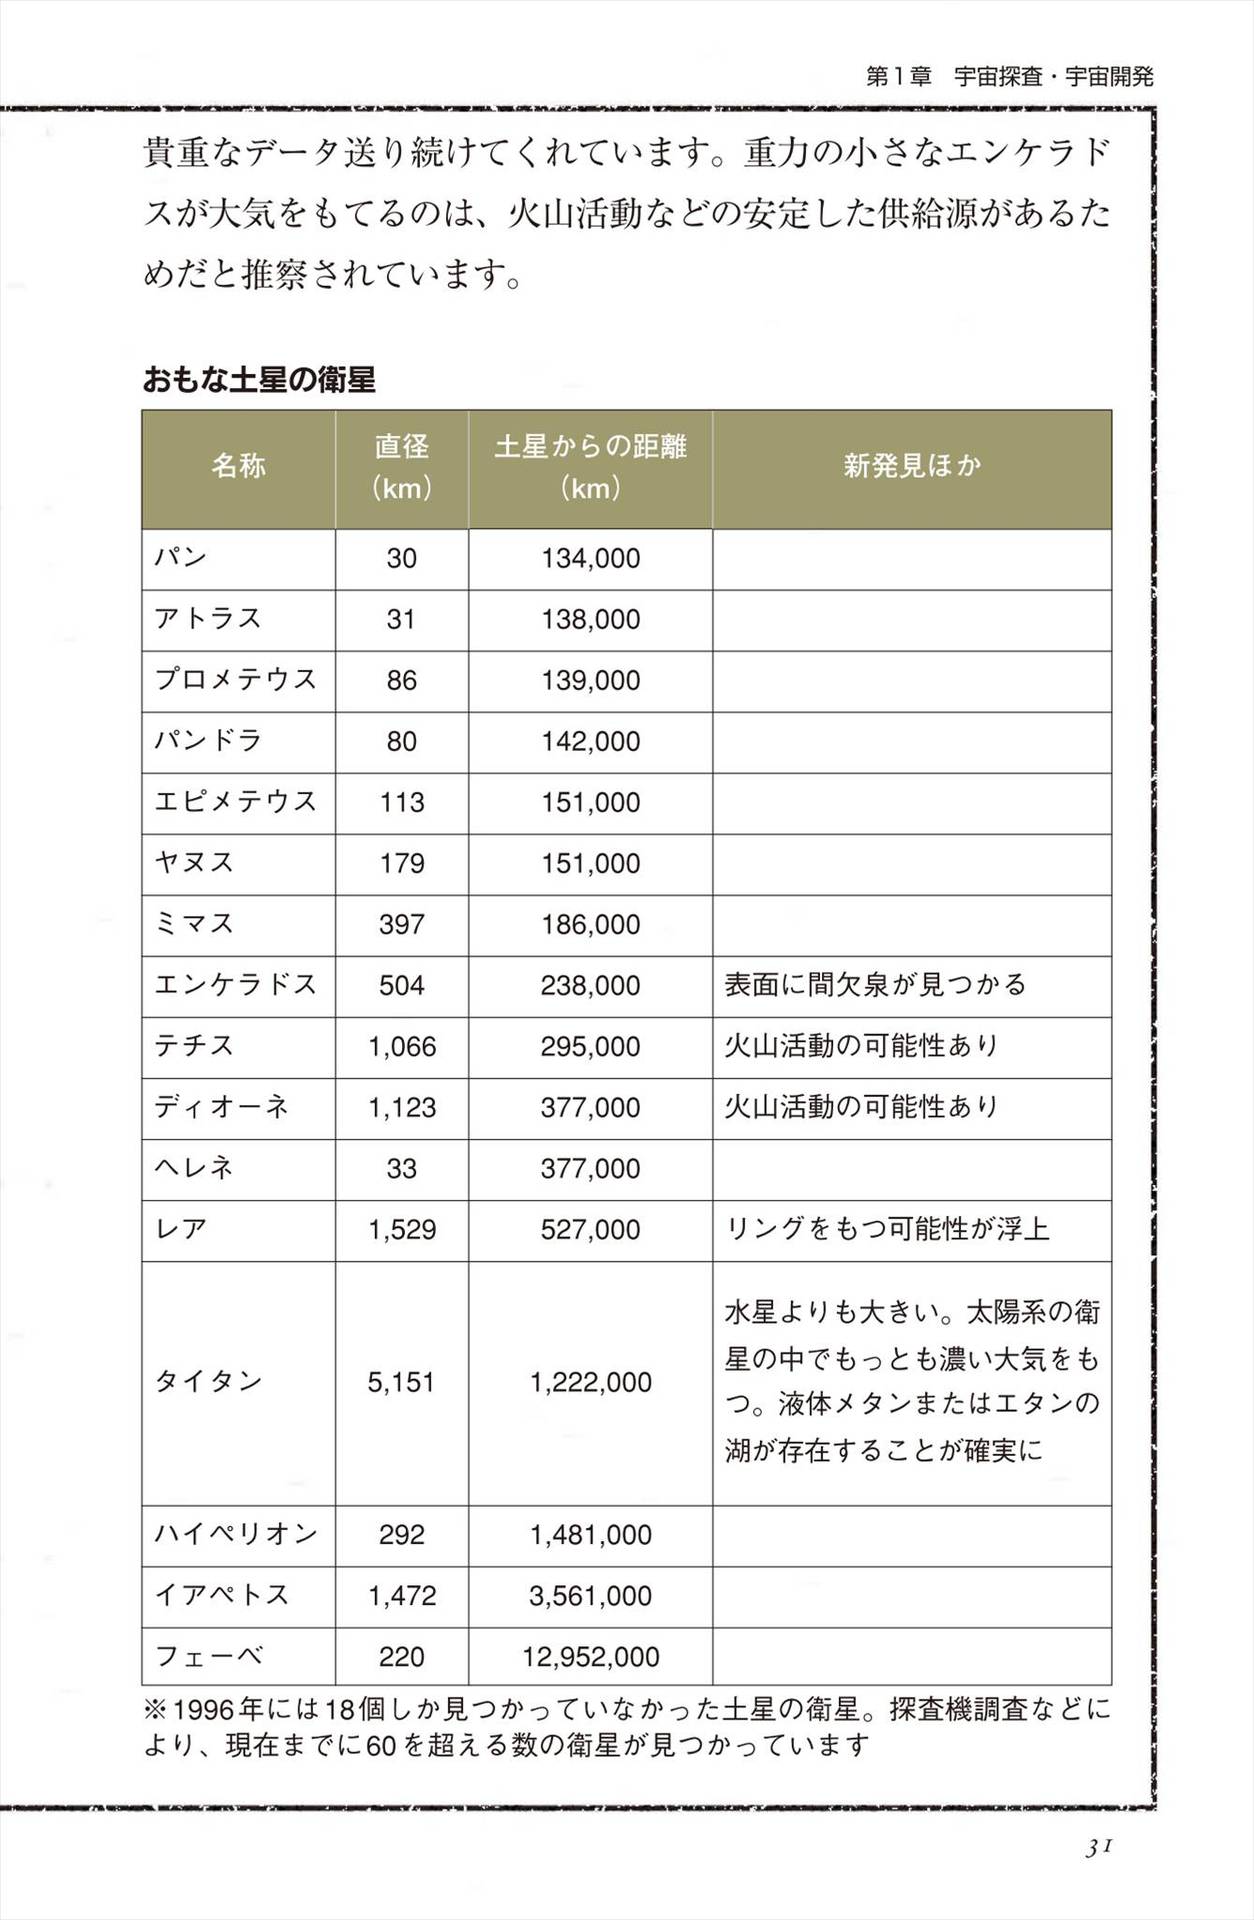 第1章　宇宙探査・宇宙開発
貴重なデータ送り続けてくれています。重力の小さなエンケラド
スが大気をもてるのは、火山活動などの安定した供給源があるた
めだと推察されています。
おもな土星の衛星
名称 直径（km） 土星からの距離（km） 新発見ほか
パン 30 134,000
アトラス 31 138,000
プロメテウス 86 139,000
パンドラ 80 142,000
エピメテウス 113 151,000
ヤヌス 179 151,000
ミマス 397 186,000
エンケラドス 504 238,000 表面に間欠泉が見つかる
テチス 1,066 295,000 火山活動の可能性あり
ディオーネ 1,123 377,000 火山活動の可能性あり
ヘレネ 33 377,000
レア 1,529 527,000 リングをもつ可能性が浮上
タイタン 5,151 1,222,000 水星よりも大きい。太陽系の衛
星の中でもっとも濃い大気をも
つ。液体メタンまたはエタンの
湖が存在することが確実に
ハイペリオン 292 1,481,000
イアペトス 1,472 3,561,000
フェーベ 220 12,952,000
※1996年には18個しか見つかっていなかった土星の衛星。探査機調査などに
より、現在までに60を超える数の衛星が見つかっています
31